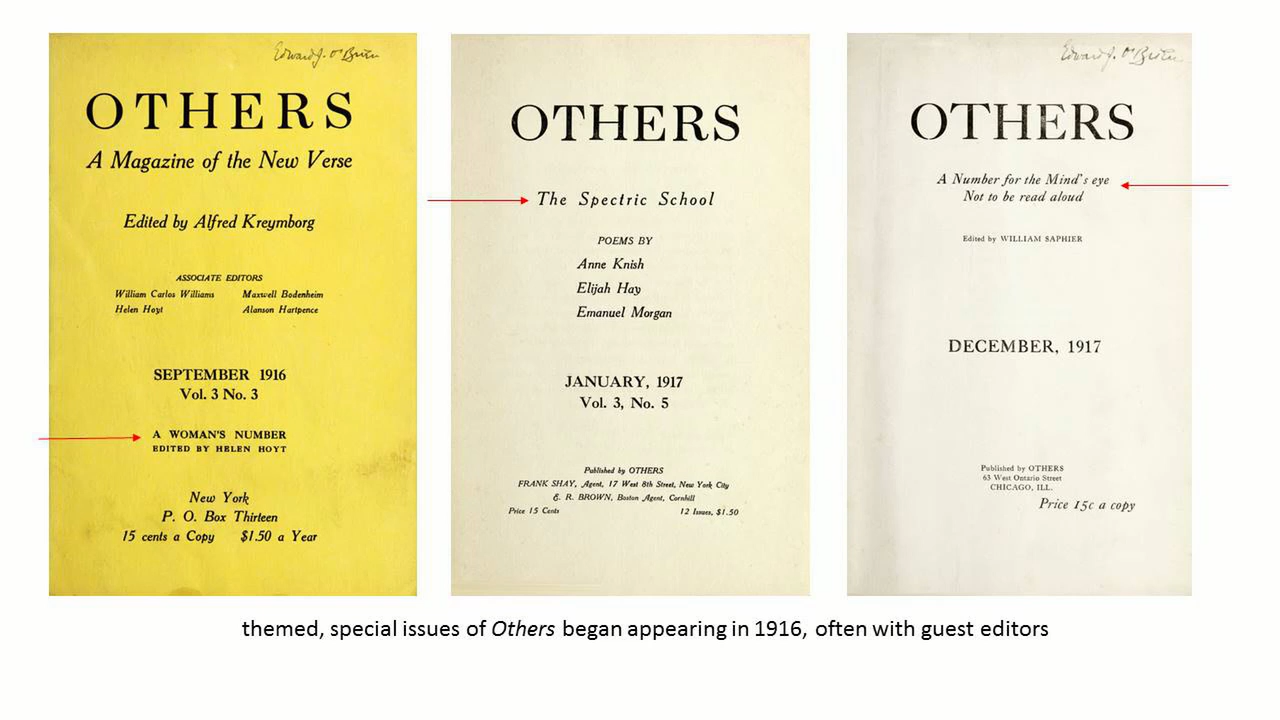 Edward J. O'Brien
OTHERS
A Magazine of the New Verse
Edited by Alfred Kreymborg
ASSOCIATE EDITORS
William Carlos Williams Maxwell Bodenheim
Helen Hoyt Alanson Hartpence
SEPTEMBER 1916
Vol. 3 No. 3
A WOMAN'S NUMBER
EDITED BY HELEN HOYT
New York
P. O. Box Thirteen
15 cents a Copy $1.50 a Year
OTHERS
The Spectric School
POEMS BY
Anne Knish
Elijah Hay
Emanuel Morgan
JANUARY, 1917
Vol. 3, No. 5
Published by OTHERS
FRANK SHAY, Agent, 17 West 8th Street, New York City
E. R. BROWN, Boston Agent, Cornhill
Price 15 Cents 12 Issues, $1.50
Edward J. O'Brien
OTHERS
A Number for the Mind's eye
Not to be read aloud
Edited by WILLIAM SAPHIER
DECEMBER, 1917
Published by OTHERS
63 West Ontario Street
CHICAGO, ILL.
Price 15c a copy
themed, special issues of Others began appearing in 1916, often with guest editors